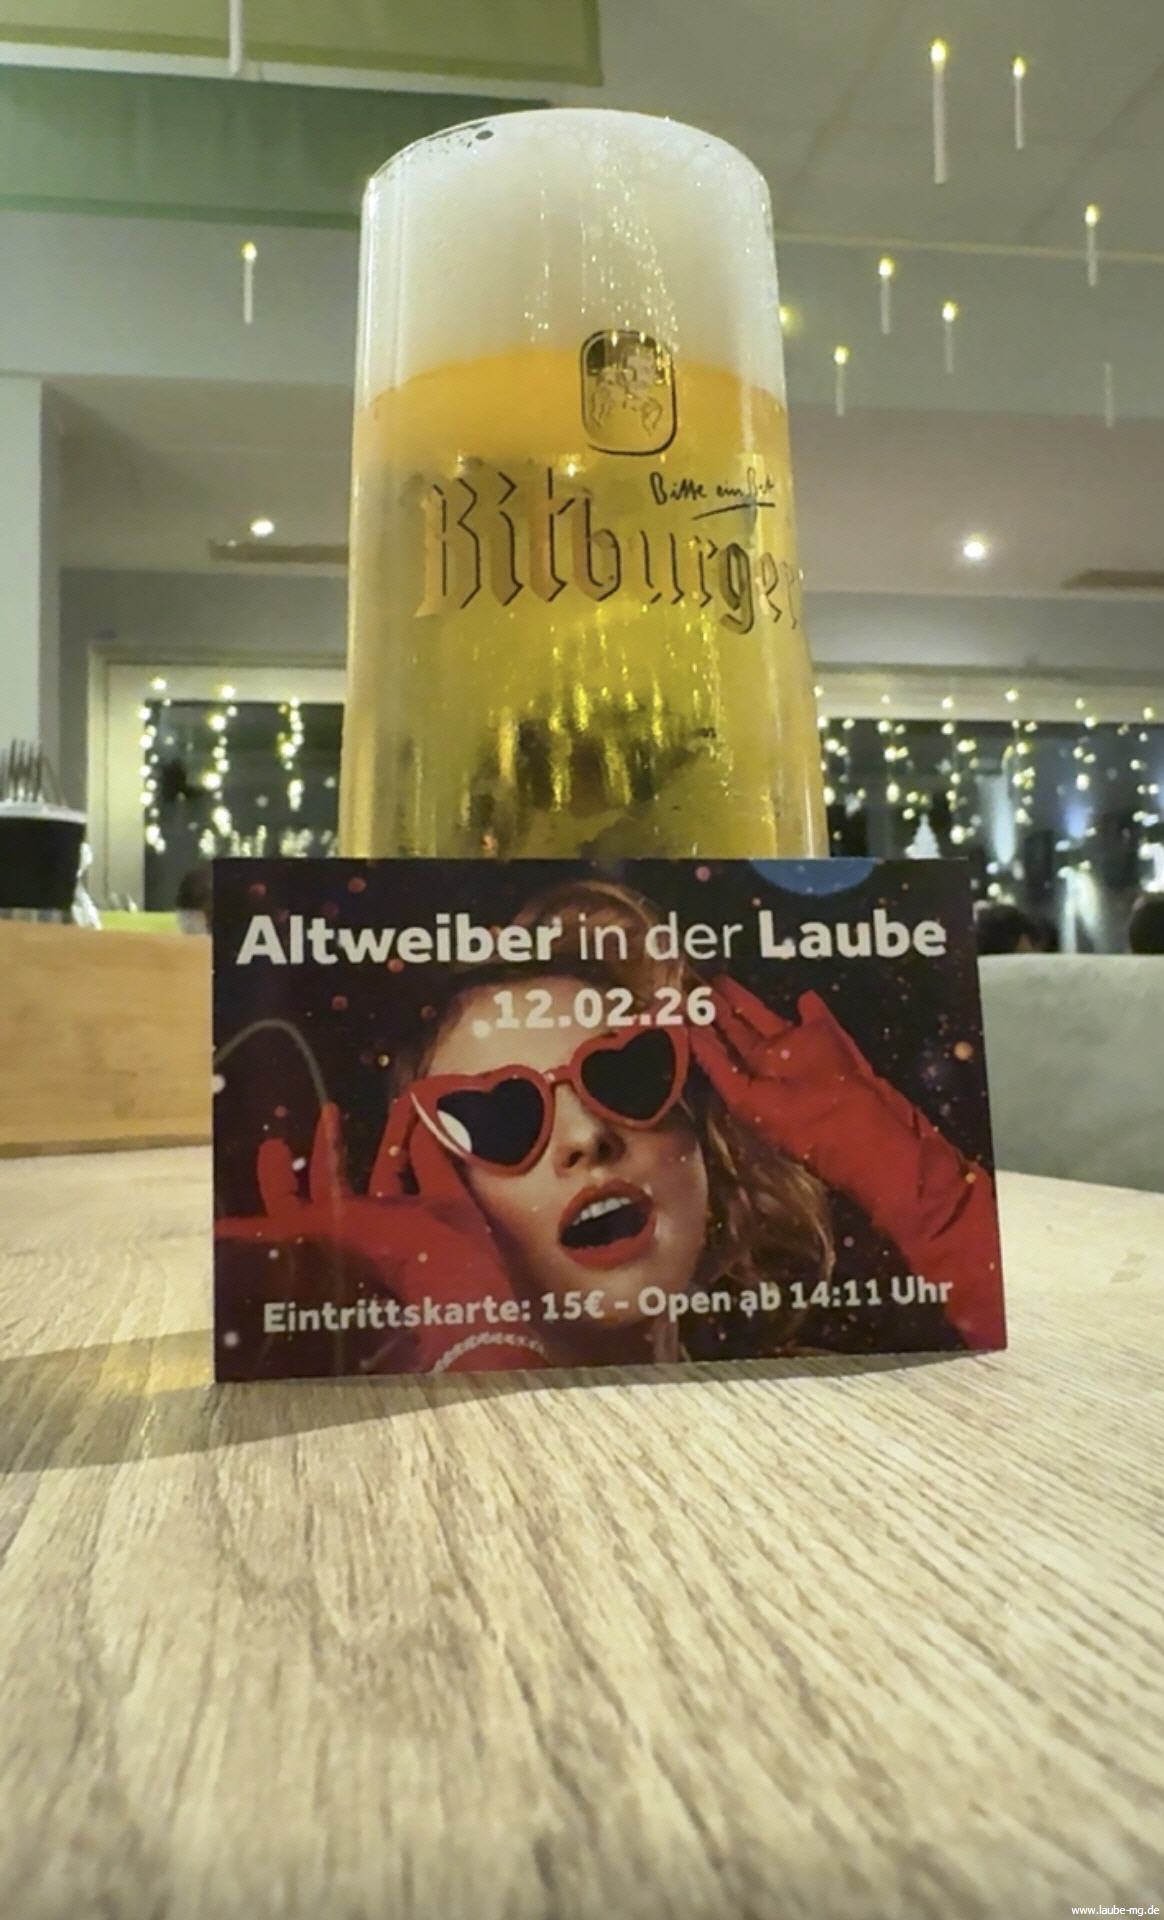 Bitte ein Bit
Bitburger
Altweiber in der Laube
12.02.26
Eintrittskarte: 15€ - Open ab 14:11 Uhr
www.laube-mg.de